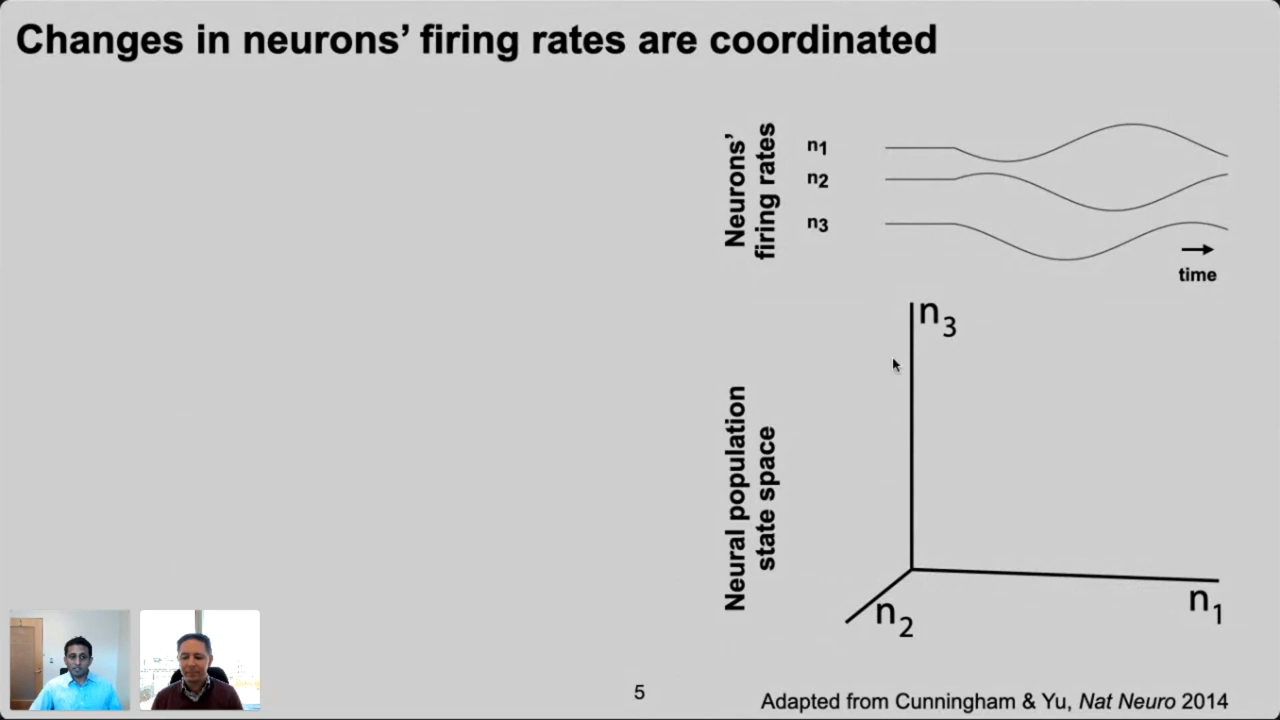 Changes in neurons’ firing rates are coordinated
Neurons’
firing rates
n1
n2
n3
time
Neural population
state space
n3
n2
n1
5
Adapted from Cunningham & Yu, Nat Neuro 2014